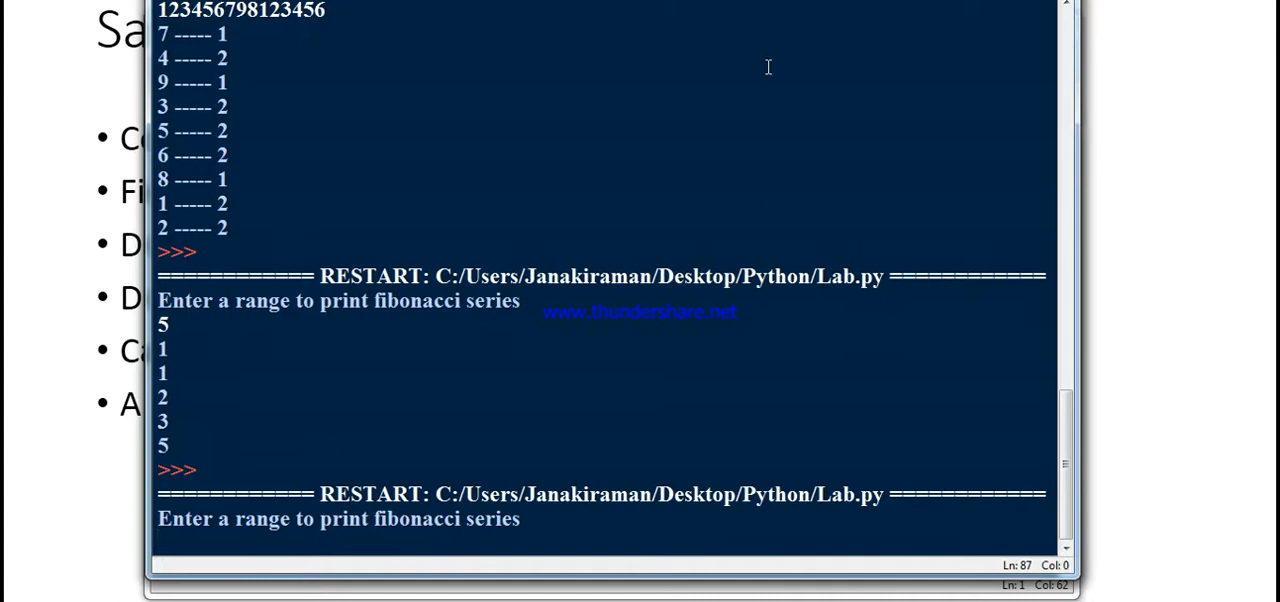 Sa
123456798123456
7 ----- 1
4 ----- 2
9 ----- 1
3 ----- 2
5 ----- 2
6 ----- 2
8 ----- 1
1 ----- 2
2 ----- 2
>>>
============ RESTART: C:/Users/Janakiraman/Desktop/Python/Lab.py ============
Enter a range to print fibonacci series
www.thundershare.net
5
1
1
2
3
5
>>>
============ RESTART: C:/Users/Janakiraman/Desktop/Python/Lab.py ============
Enter a range to print fibonacci series
Ln: 87 Col: 0
Ln: 1 Col: 62
• C
• Fi
• D
• D
• Ca
• A